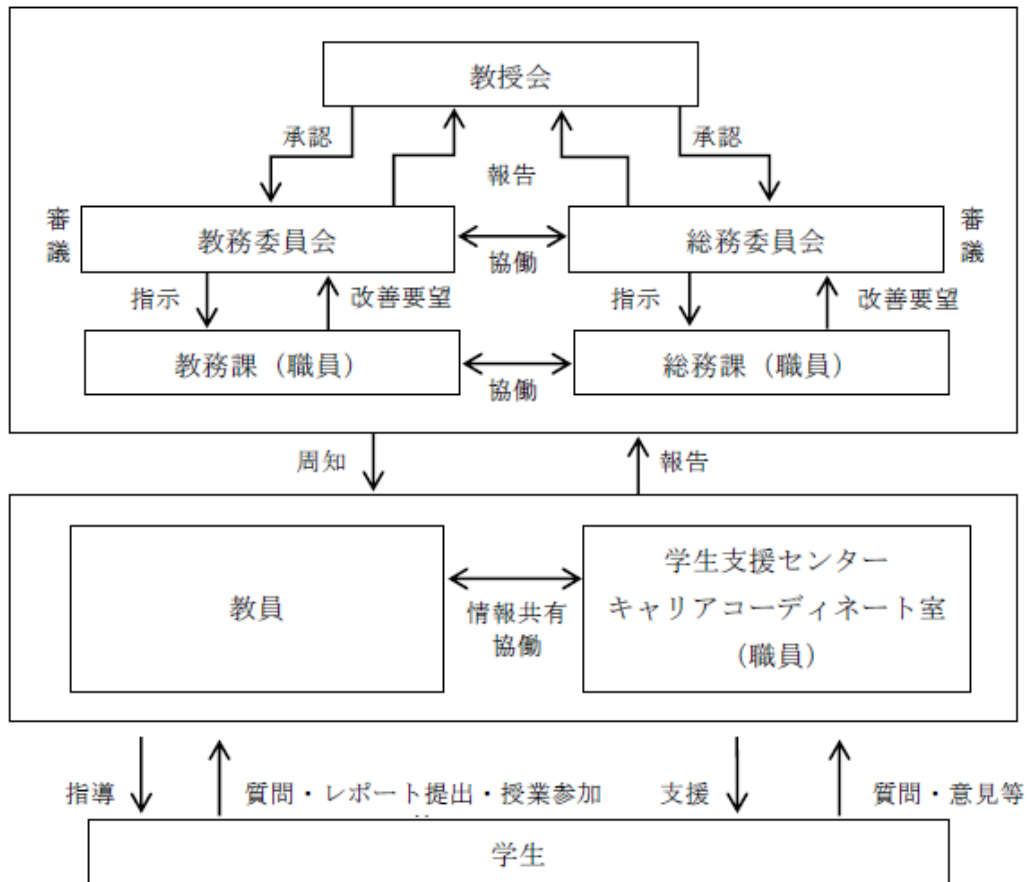 教授会
承認
承認
報告
審議
教務委員会
協働
総務委員会
審議
指示
改善要望
指示
改善要望
教務課(職員)
協働
総務課(職員)
周知
報告
教員
情報共有
協働
学生支援センター
キャリアコーディネート室
(職員)
指導
質問・レポート提出・授業参加
支援
質問・意見等
学生